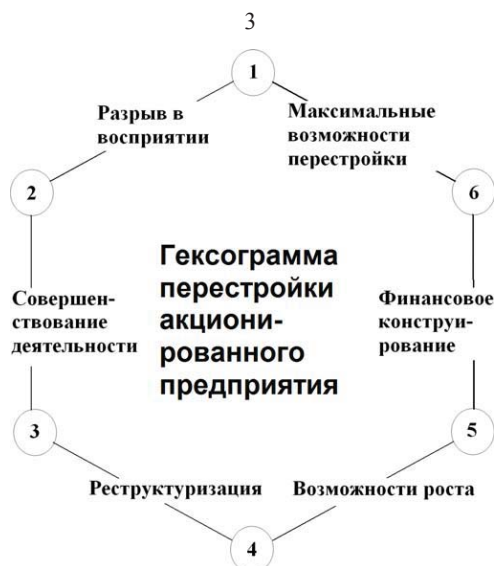 3
1
Разрыв в
восприятии
Максимальные
возможности
перестройки
2
6
Гексограмма
перестройки
акциони-
рованного
предприятия
Совершен-
ствование
деятельности
Финансовое
конструи-
рование
3
5
Реструктуризация
Возможности роста
4